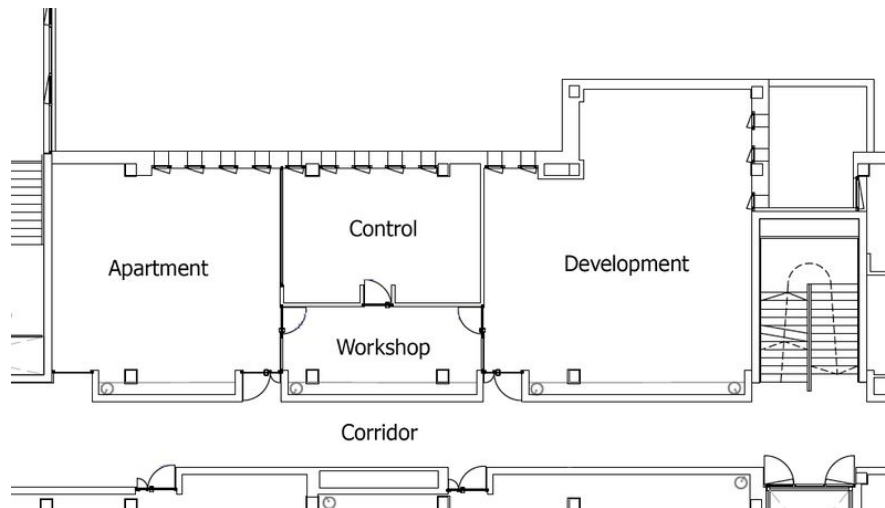 Control
Apartment
Development
Workshop
Corridor